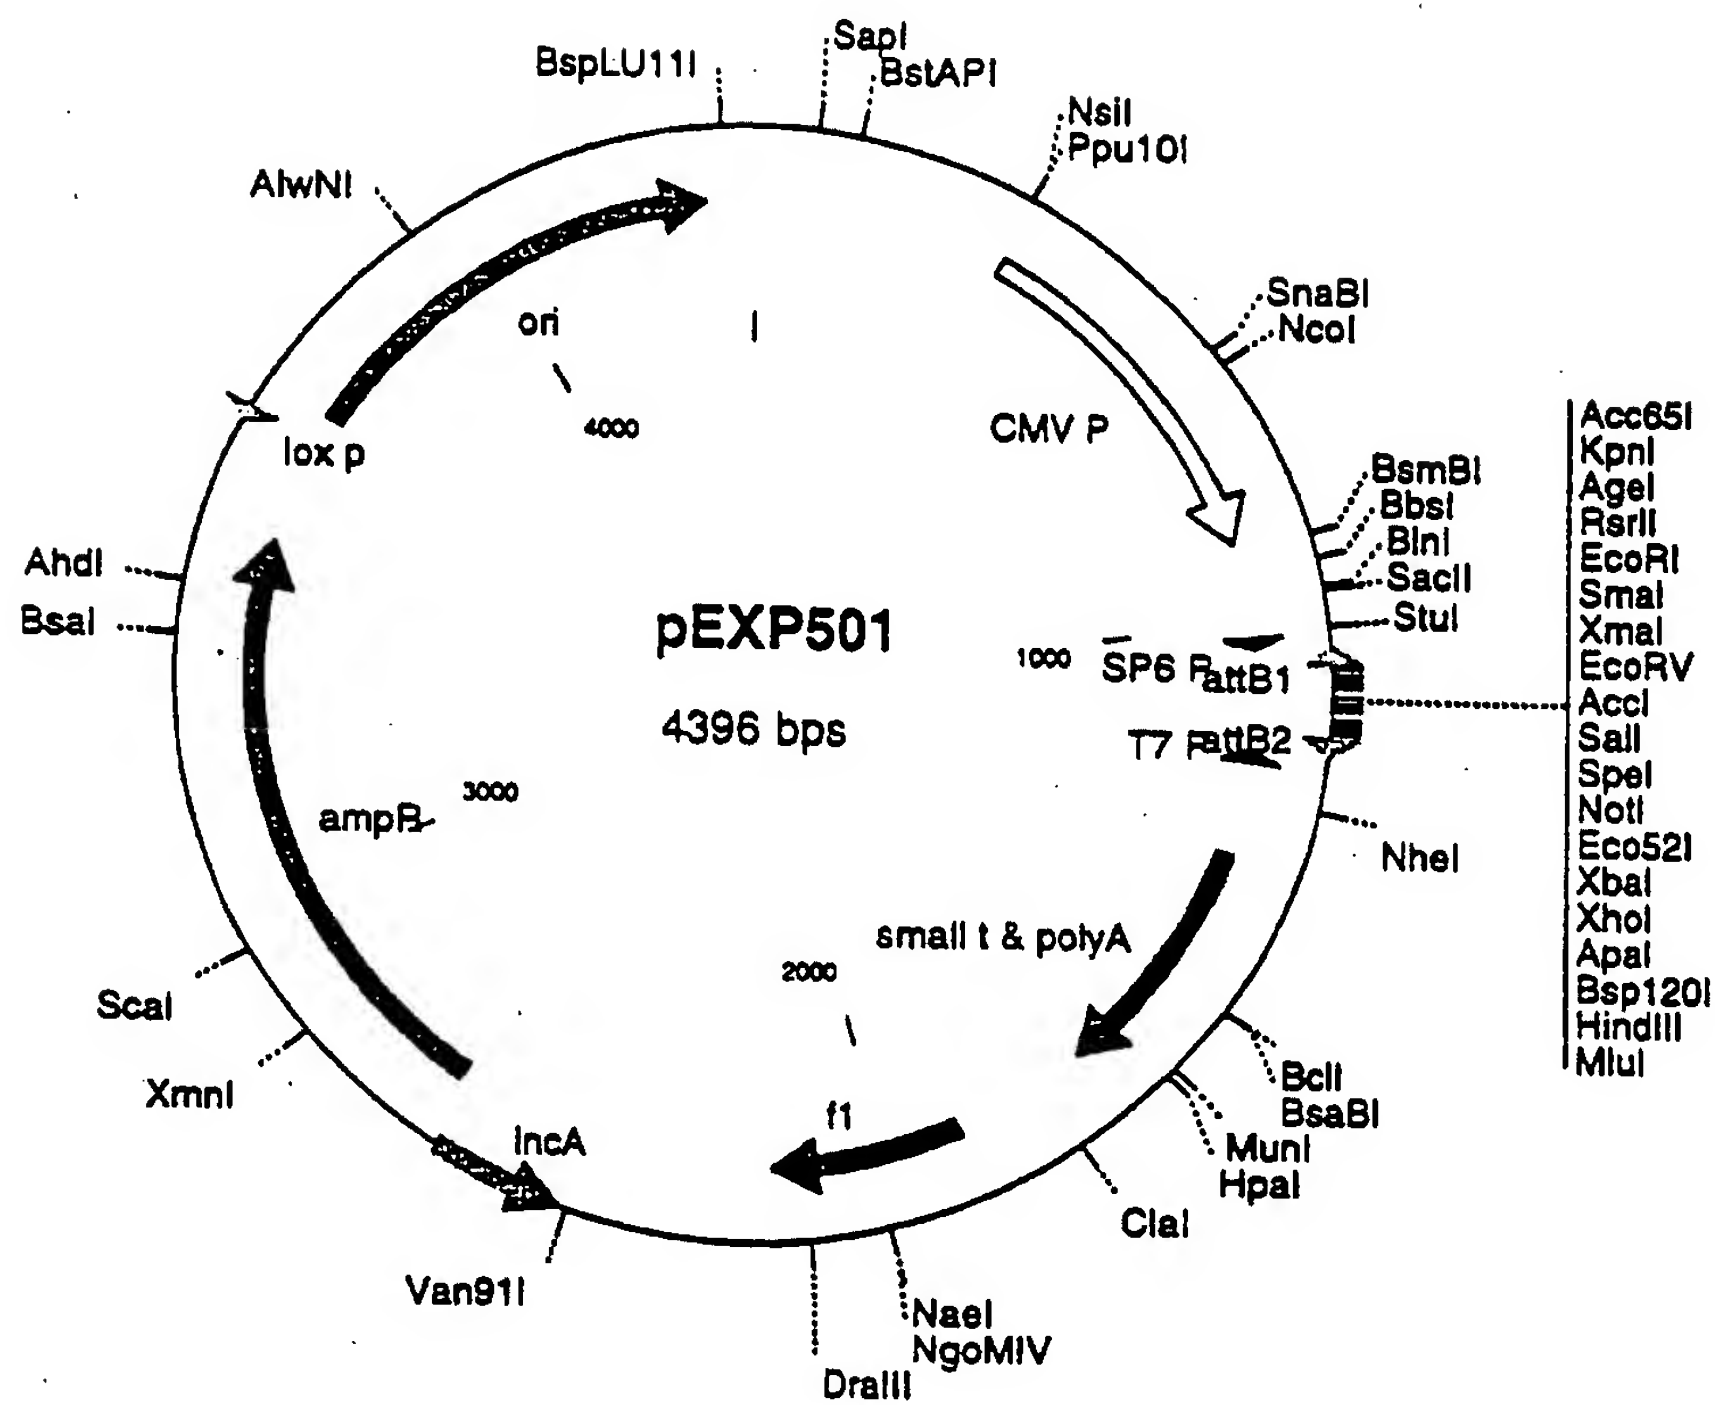 SapI
BspLU11I
BstAPI
NsiI
Ppu10I
AlwNI
SnaBI
NcoI
ori
4000
CMV P
lox p
BsmBI
BbsI
BlnI
SacII
StuI
AhdI
BsaI
pEXP501
4396 bps
1000
SP6 P
attB1
T7 P
attB2
Acc65I
KpnI
AgeI
RsrII
EcoRI
SmaI
XmaI
EcoRV
AccI
SalI
SpeI
NotI
Eco52I
XbaI
XhoI
ApaI
Bsp120I
HindIII
MluI
3000
ampR
NheI
small t & polyA
2000
ScaI
XmnI
f1
incA
BclI
BsaBI
MunI
HpaI
ClaI
Van91I
NaeI
NgoMIV
DraIII